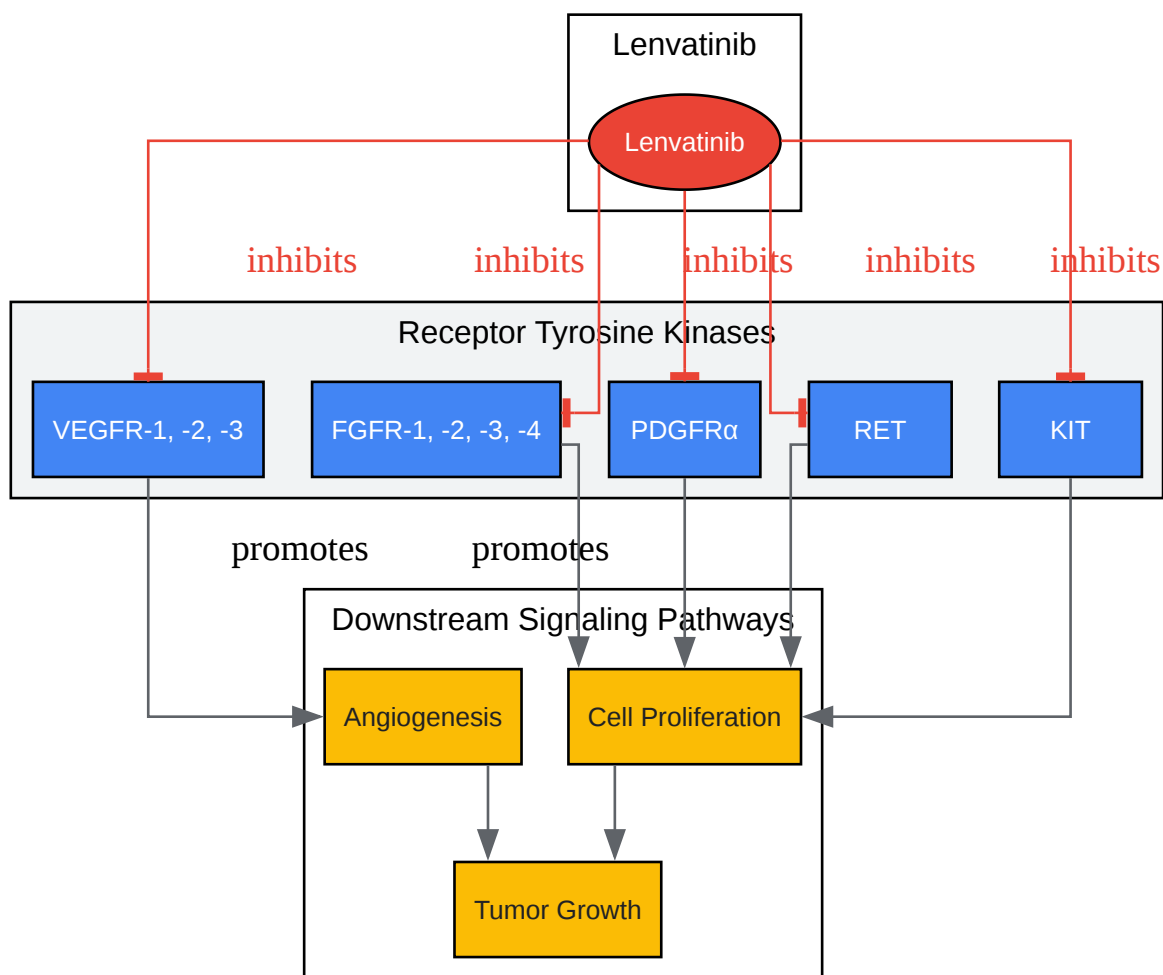 Lenvatinib
Lenvatinib
inhibits
inhibits
inhibits
inhibits
inhibits
Receptor Tyrosine Kinases
VEGFR-1, -2, -3
FGFR-1, -2, -3, -4
PDGFRα
RET
KIT
promotes
promotes
Downstream Signaling Pathways
Angiogenesis
Cell Proliferation
Tumor Growth